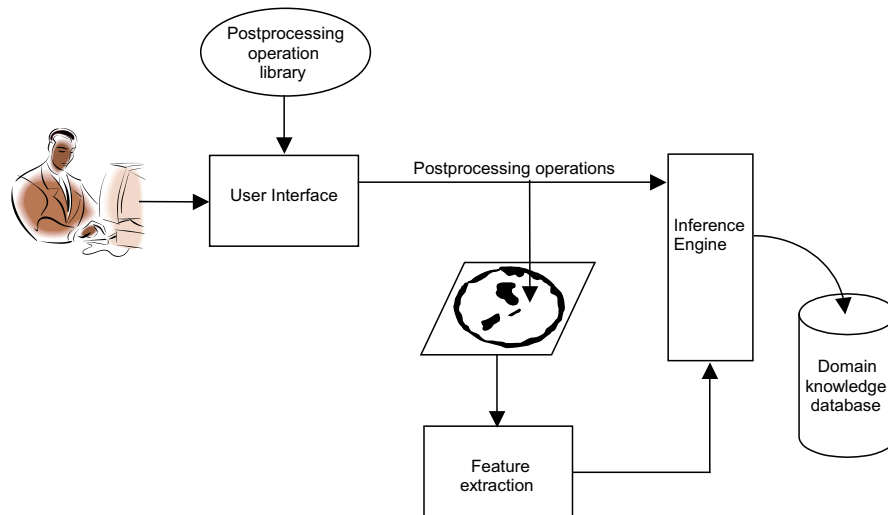 Postprocessing
operation
library
User Interface
Postprocessing operations
Inference
Engine
Domain
knowledge
database
Feature
extraction